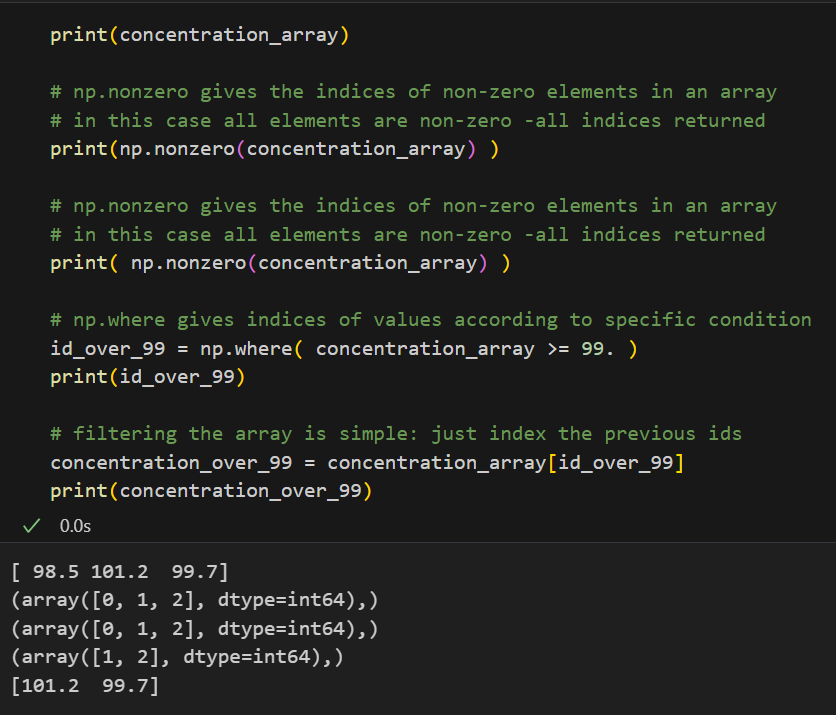 print(concentration_array)
# np.nonzero gives the indices of non-zero elements in an array
# in this case all elements are non-zero -all indices returned
print(np.nonzero(concentration_array) )
# np.nonzero gives the indices of non-zero elements in an array
# in this case all elements are non-zero -all indices returned
print( np.nonzero(concentration_array) )
# np.where gives indices of values according to specific condition
id_over_99 = np.where( concentration_array >= 99. )
print(id_over_99)
# filtering the array is simple: just index the previous ids
concentration_over_99 = concentration_array[id_over_99]
print(concentration_over_99)
0.0s
[ 98.5 101.2  99.7]
(array([0, 1, 2], dtype=int64),)
(array([0, 1, 2], dtype=int64),)
(array([1, 2], dtype=int64),)
[101.2  99.7]